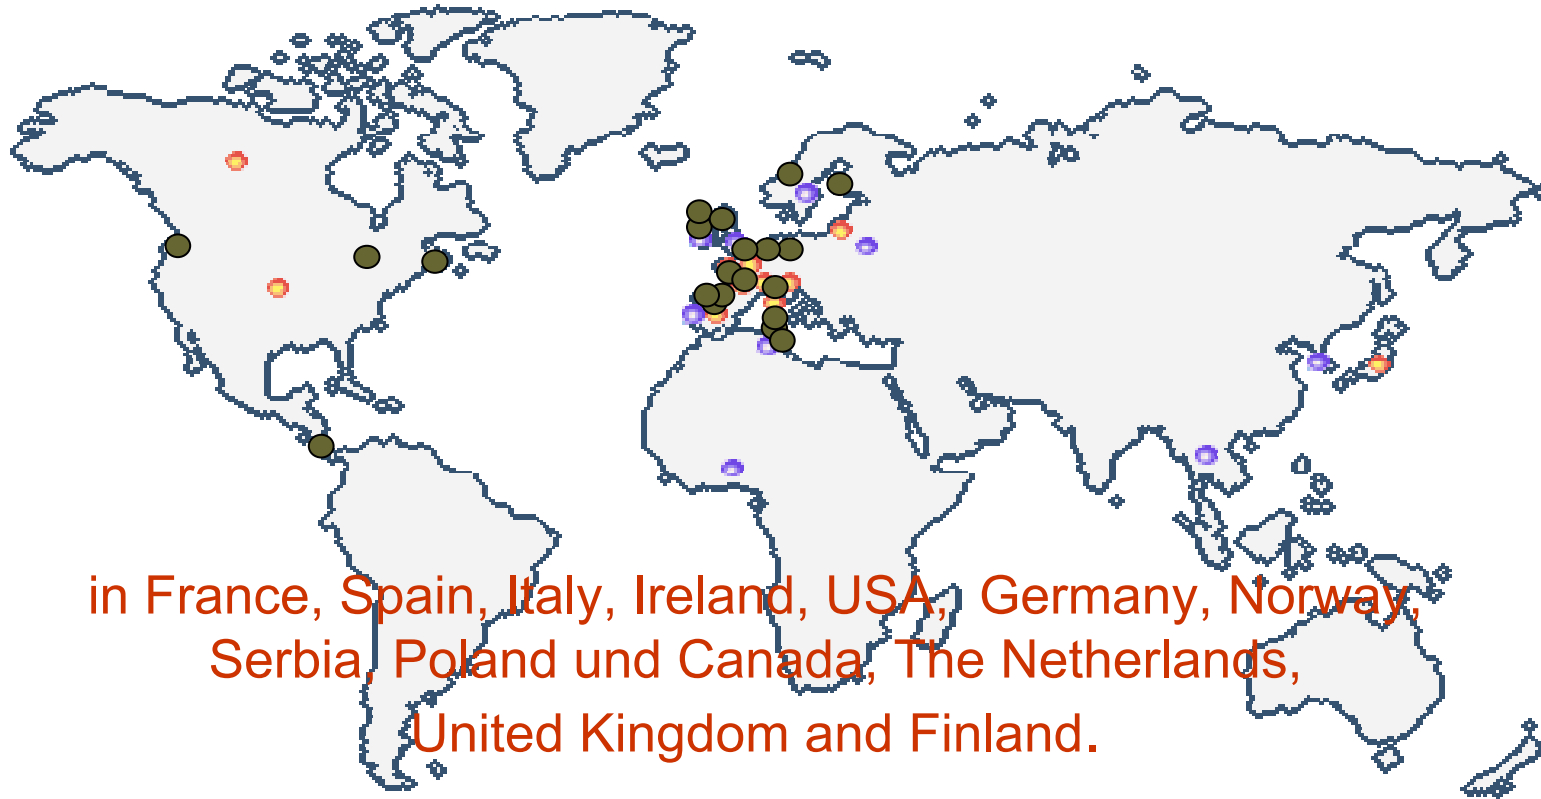 in France, Spain, Italy, Ireland, USA,  Germany, Norway,
Serbia, Poland und Canada, The Netherlands,
United Kingdom and Finland.